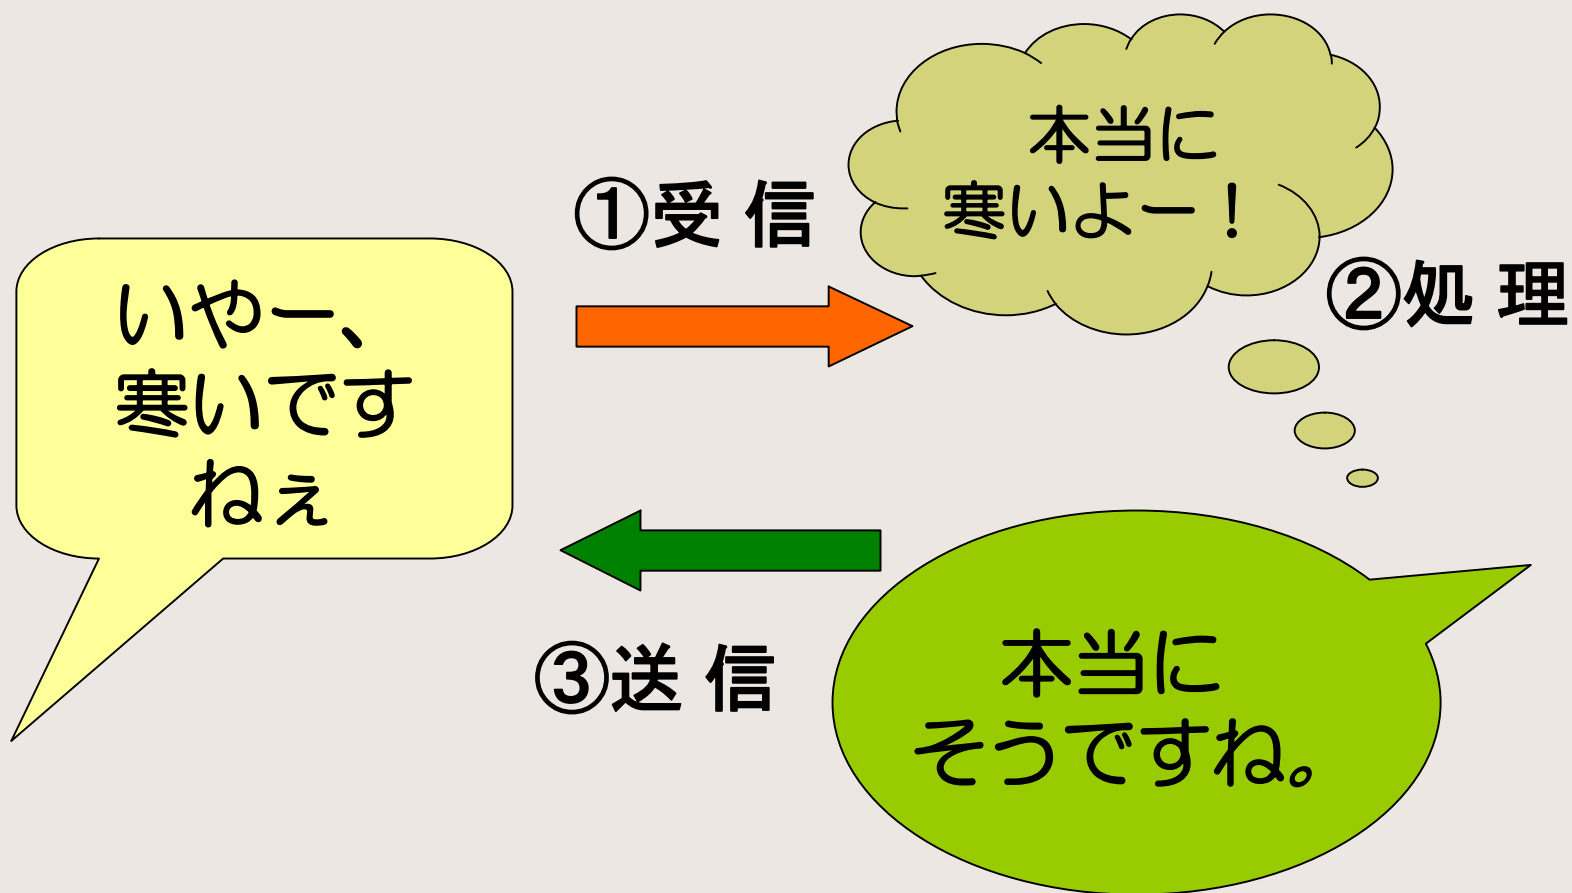 いやー、
寒いです
ねぇ
①受 信
本当に
寒いよー！
②処 理
③送 信
本当に
そうですね。